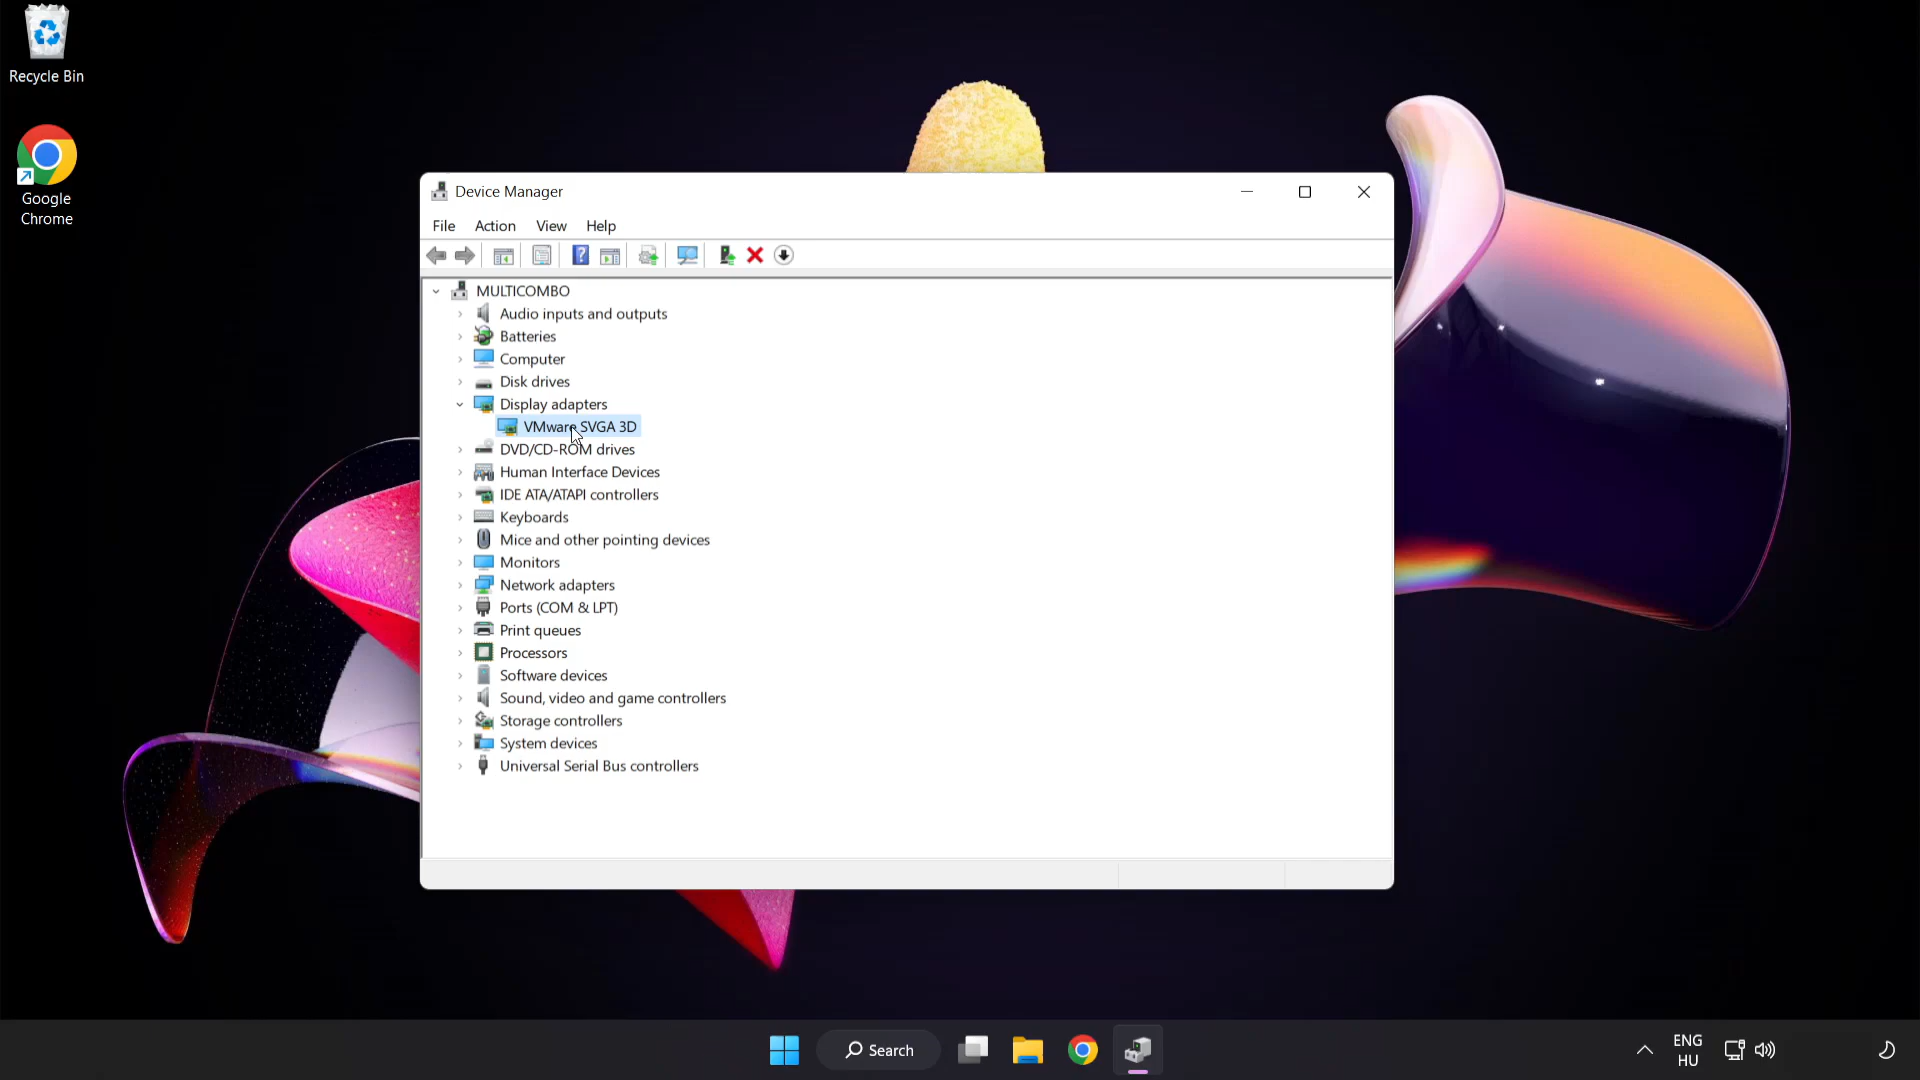 Recycle Bin
Google
Chrome
Device Manager
File Action View Help
MULTICOMBO
Audio inputs and outputs
Batteries
Computer
Disk drives
Display adapters
VMware SVGA 3D
DVD/CD-ROM drives
Human Interface Devices
IDE ATA/ATAPI controllers
Keyboards
Mice and other pointing devices
Monitors
Network adapters
Ports (COM & LPT)
Print queues
Processors
Software devices
Sound, video and game controllers
Storage controllers
System devices
Universal Serial Bus controllers
Search
ENG
HU